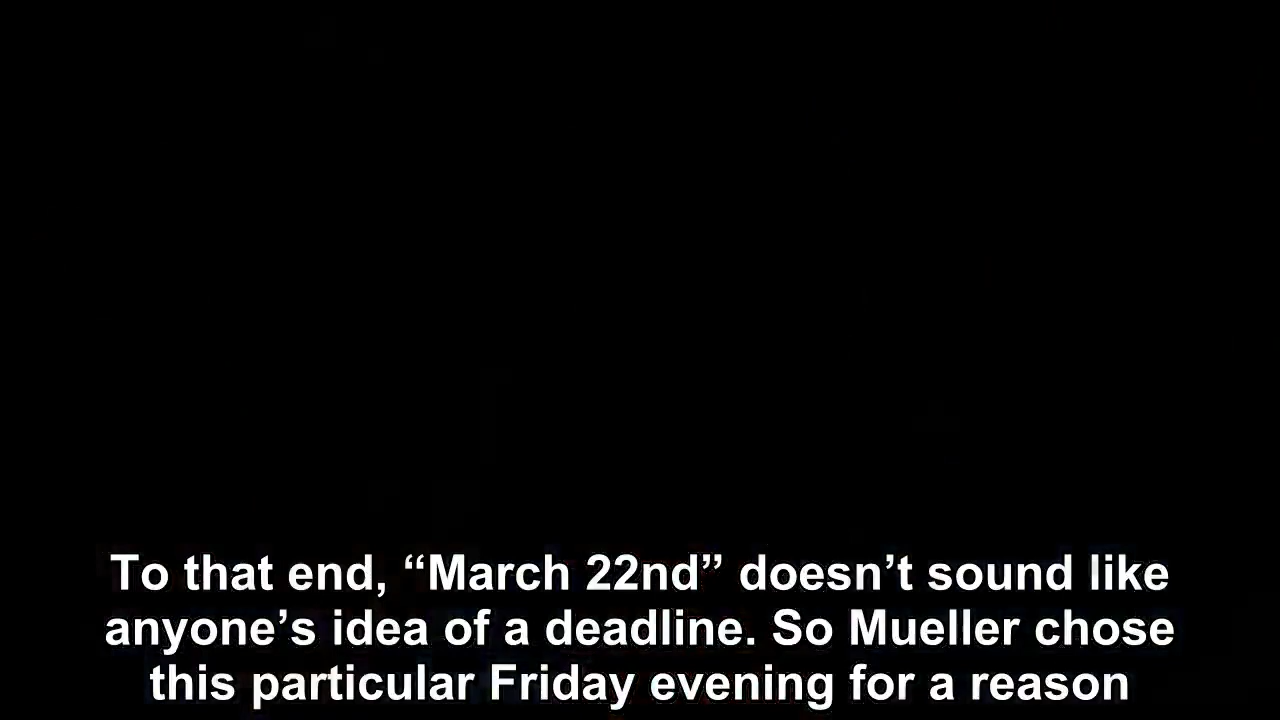 To that end, “March 22nd” doesn’t sound like
anyone’s idea of a deadline. So Mueller chose
this particular Friday evening for a reason